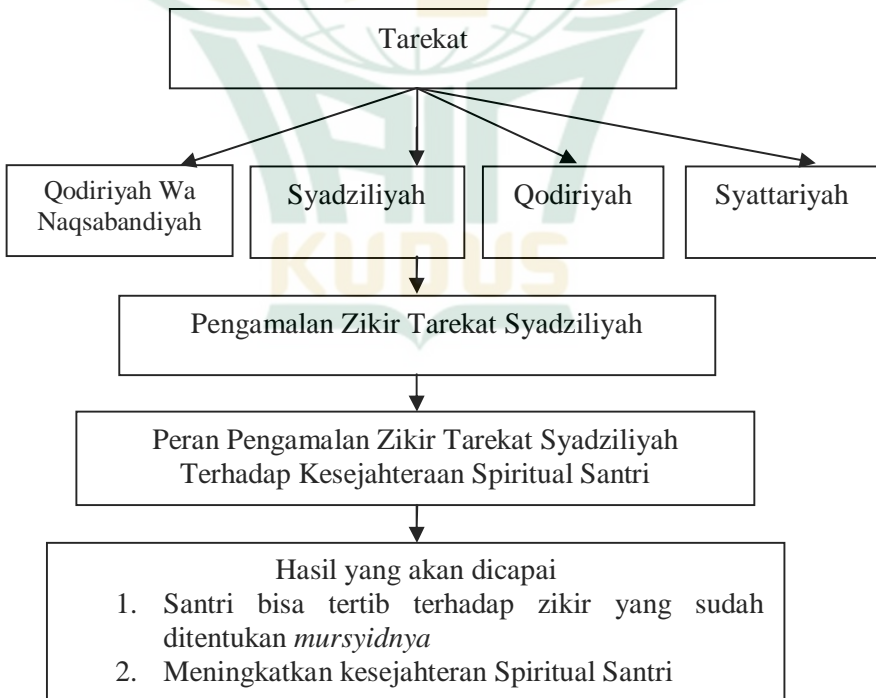 Tarekat
Qodiriyah Wa
Naqsabandiyah
Syadziliyah
Qodiriyah
Syattariyah
KUDUS
Pengamalan Zikir Tarekat Syadziliyah
Peran Pengamalan Zikir Tarekat Syadziliyah
Terhadap Kesejahteraan Spiritual Santri
Hasil yang akan dicapai
1. Santri bisa tertib terhadap zikir yang sudah
ditentukan mursyidnya
2. Meningkatkan kesejahteran Spiritual Santri